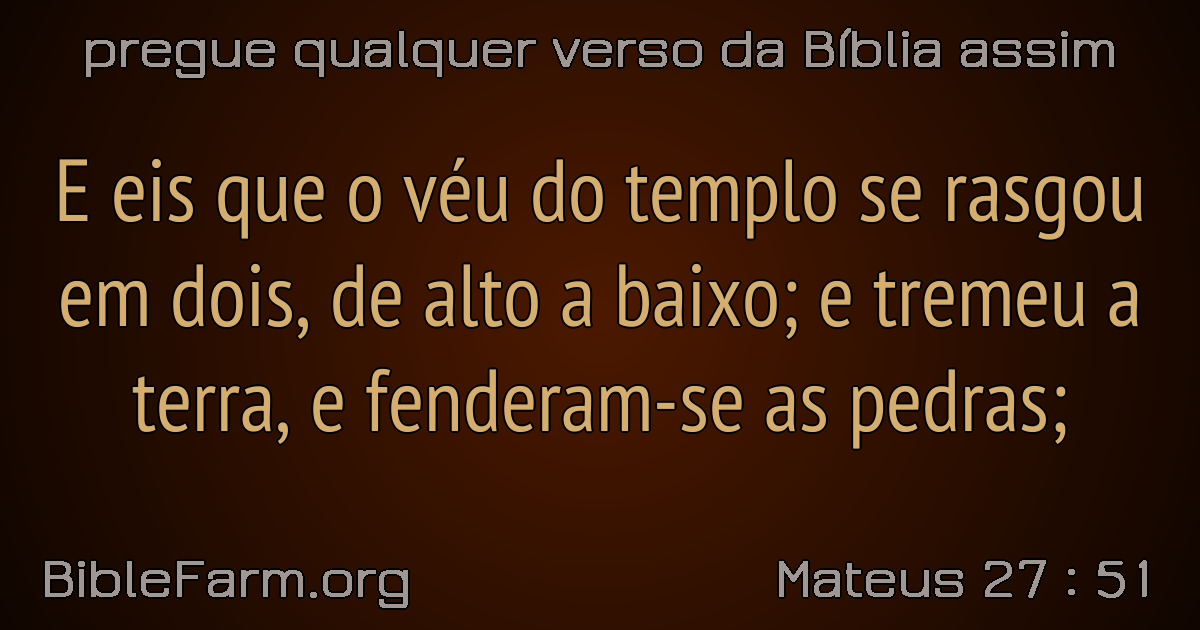 pregue qualquer verso da Bíblia assim
E eis que o véu do templo se rasgou
em dois, de alto a baixo; e tremeu a
terra, e fenderam-se as pedras;
BibleFarm.org
Mateus 27 : 51